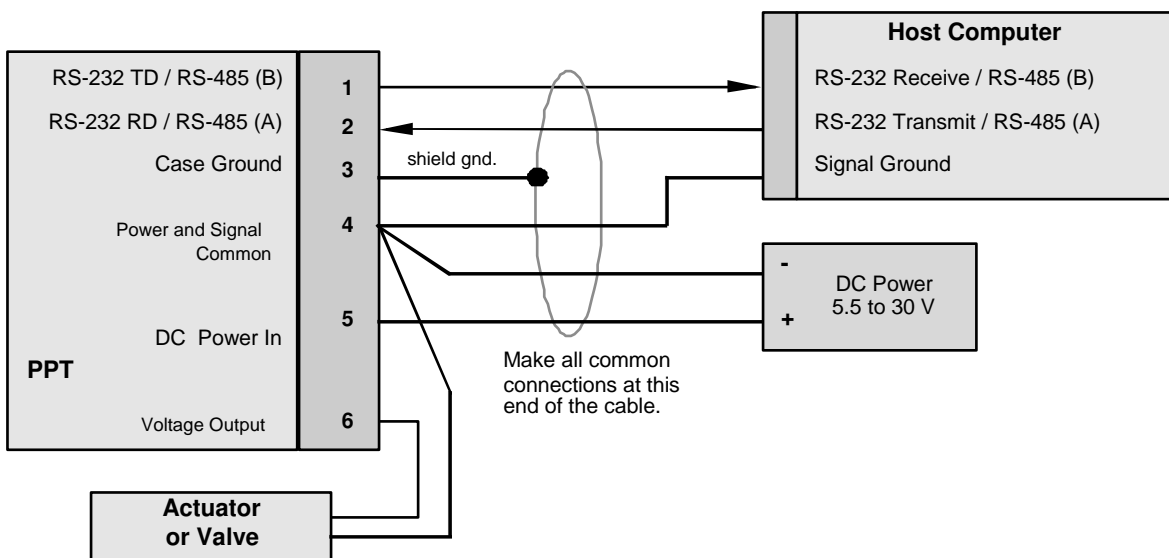 Host Computer
RS-232 TD / RS-485 (B)
1
RS-232 Receive / RS-485 (B)
RS-232 RD / RS-485 (A)
2
RS-232 Transmit / RS-485 (A)
Case Ground
3
shield gnd.
Signal Ground
Power and Signal
Common
4
-
DC Power
5.5 to 30 V
+
DC Power In
5
PPT
Make all common
connections at this
end of the cable.
Voltage Output
6
Actuator
or Valve